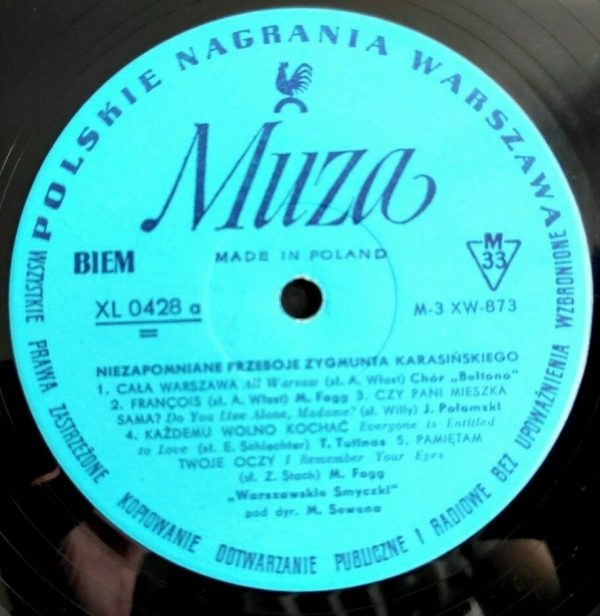 POLSKIE NAGRANIA WARSZAWA
Muza
BIEM
MADE IN POLAND
M
33
XL 0428 a
M-3 XW-873
NIEZAPOMNIANE PRZEBOJE ZYGMUNTA KARASIŃSKIEGO
1. CAŁA WARSZAWA All Warsaw (sł. A. Włast) Chór „Baltono"
2. FRANÇOIS (sł. A. Włast) M. Fogg 3. CZY PANI MIESZKA
SAMA? Do You Live Alone, Madame? (sł. Willy) J. Połomski
4. KAŻDEMU WOLNO KOCHAĆ Everyone is Entitled
to Love (sł. E. Schlechter) T. Tutinas 5. PAMIĘTAM
TWOJE OCZY I Remember Your Eyes
(sł. Z. Stach) M. Fogg
„Warszawskie Smyczki"
pod dyr. M. Sewena
WSZYSTKIE PRAWA ZASTRZEŻONE KOPIOWANIE ODTWARZANIE PUBLICZNE I RADIOWE BEZ UPOWAŻNIENIA WZBRONIONE